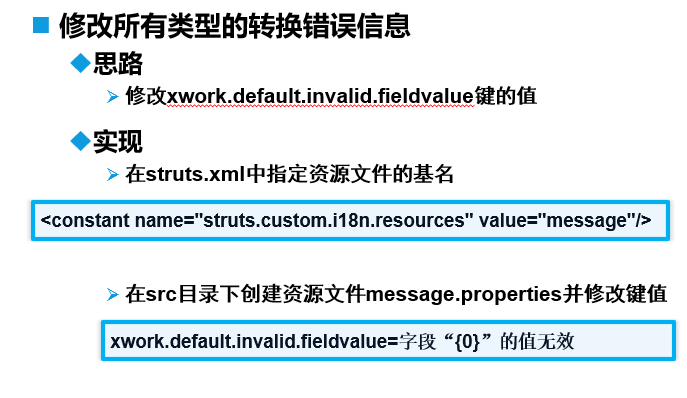 修改所有类型的转换错误信息
思路
修改xwork.default.invalid.fieldvalue键的值
实现
在struts.xml中指定资源文件的基名
<constant name="struts.custom.i18n.resources" value="message"/>
在src目录下创建资源文件message.properties并修改键值
xwork.default.invalid.fieldvalue=字段“{0}”的值无效